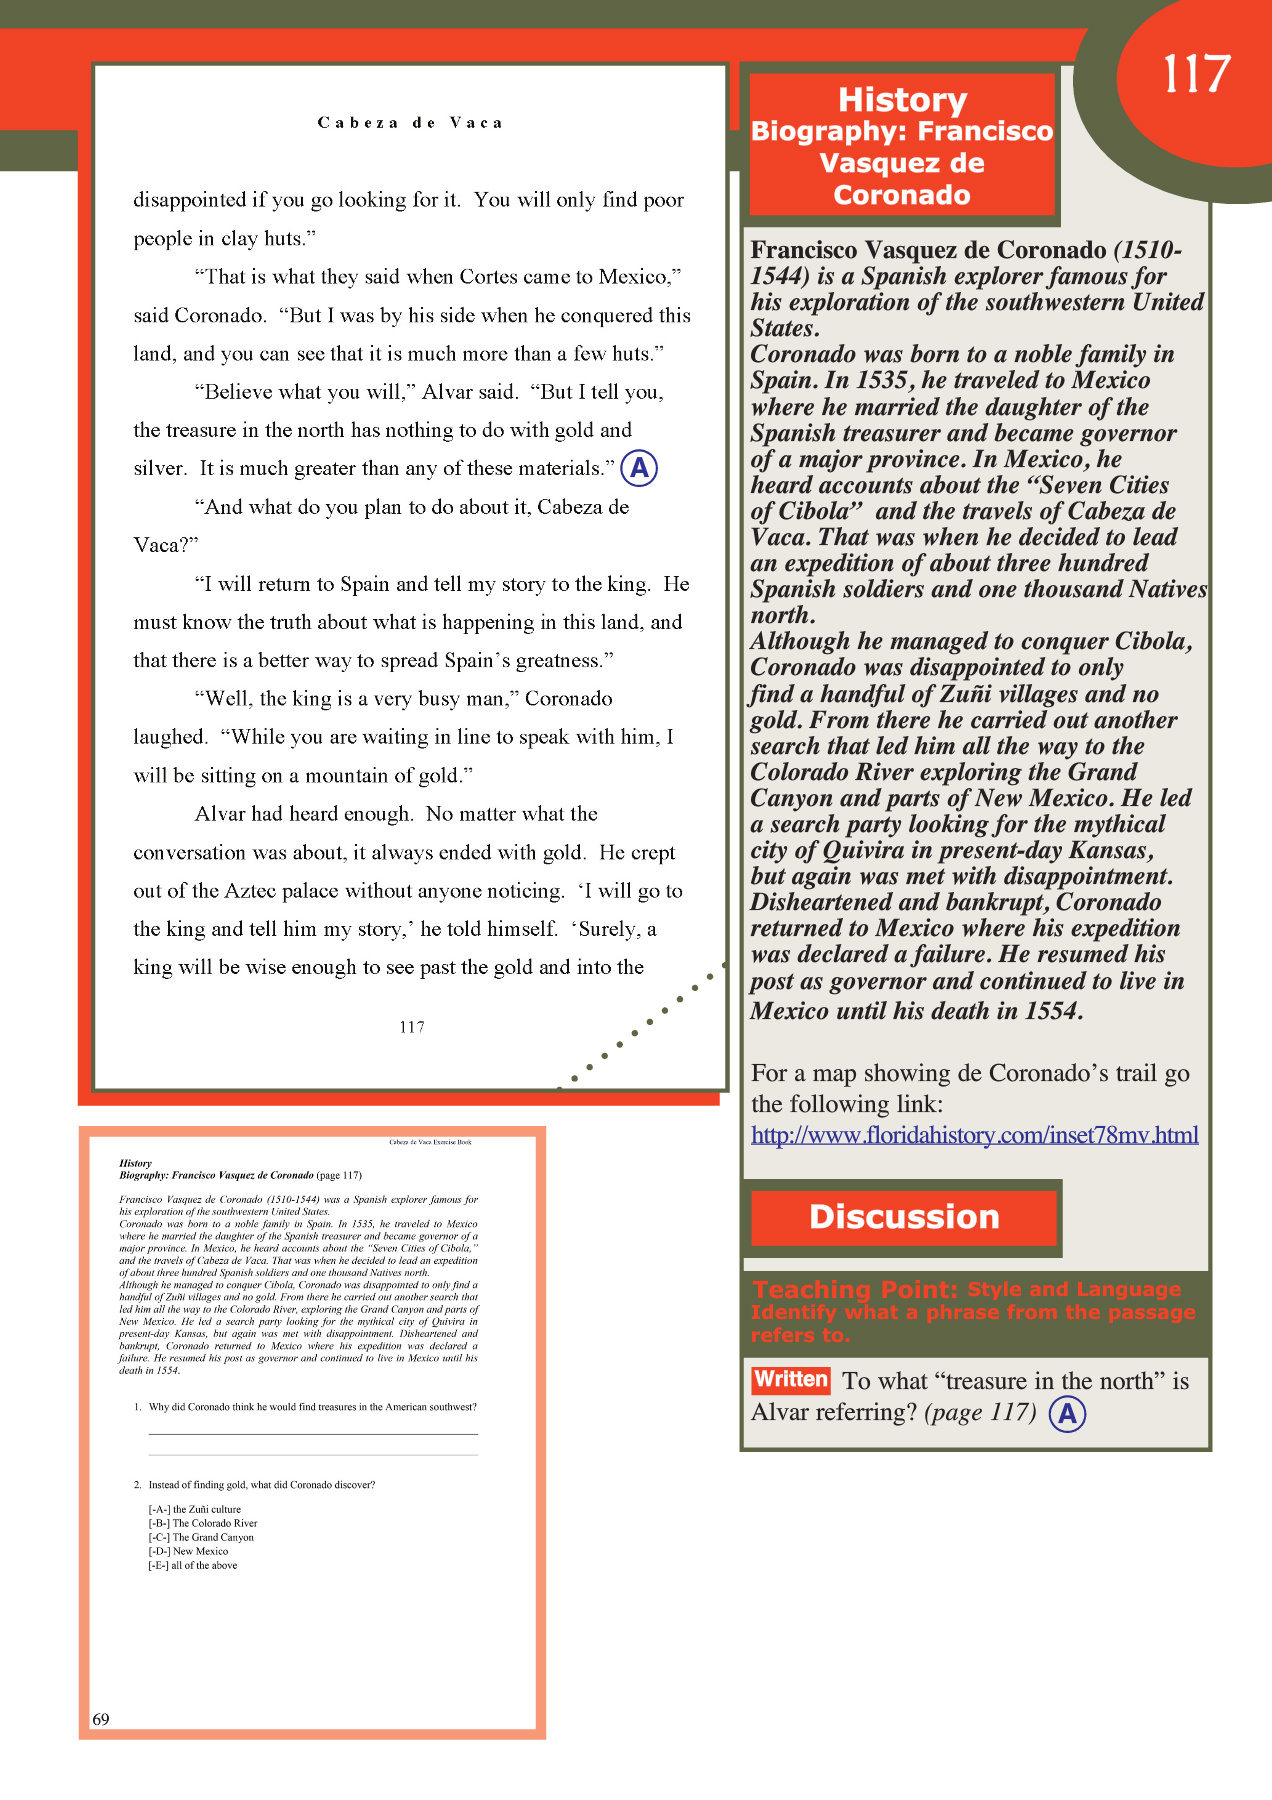 117
Cabeza de Vaca
disappointed if you go looking for it. You will only find poor
people in clay huts.”
“That is what they said when Cortes came to Mexico,”
said Coronado. “But I was by his side when he conquered this
land, and you can see that it is much more than a few huts.”
“Believe what you will,” Alvar said. “But I tell you,
the treasure in the north has nothing to do with gold and
silver. It is much greater than any of these materials.” A
“And what do you plan to do about it, Cabeza de
Vaca?”
“I will return to Spain and tell my story to the king. He
must know the truth about what is happening in this land, and
that there is a better way to spread Spain’s greatness.”
“Well, the king is a very busy man,” Coronado
laughed. “While you are waiting in line to speak with him, I
will be sitting on a mountain of gold.”
Alvar had heard enough. No matter what the
conversation was about, it always ended with gold. He crept
out of the Aztec palace without anyone noticing. ‘I will go to
the king and tell him my story,’ he told himself. ‘Surely, a
king will be wise enough to see past the gold and into the
117
History
Biography: Francisco
Vasquez de
Coronado
Francisco Vasquez de Coronado (1510-
1544) is a Spanish explorer famous for
his exploration of the southwestern United
States.
Coronado was born to a noble family in
Spain. In 1535, he traveled to Mexico
where he married the daughter of the
Spanish treasurer and became governor
of a major province. In Mexico, he
heard accounts about the “Seven Cities
of Cibola” and the travels of Cabeza de
Vaca. That was when he decided to lead
an expedition of about three hundred
Spanish soldiers and one thousand Natives
north.
Although he managed to conquer Cibola,
Coronado was disappointed to only
find a handful of Zuñi villages and no
gold. From there he carried out another
search that led him all the way to the
Colorado River exploring the Grand
Canyon and parts of New Mexico. He led
a search party looking for the mythical
city of Quivira in present-day Kansas,
but again was met with disappointment.
Disheartened and bankrupt, Coronado
returned to Mexico where his expedition
was declared a failure. He resumed his
post as governor and continued to live in
Mexico until his death in 1554.
For a map showing de Coronado’s trail go
the following link:
http://www.floridahistory.com/inset78mv.html
Discussion
Teaching Point: Style and Language
Identify what a phrase from the passage
refers to.
Written To what “treasure in the north” is
Alvar referring? (page 117) A
Cabeza de Vaca Exercise Book
History
Biography: Francisco Vasquez de Coronado (page 117)
Francisco Vasquez de Coronado (1510-1544) was a Spanish explorer famous for
his exploration of the southwestern United States.
Coronado was born to a noble family in Spain. In 1535, he traveled to Mexico
where he married the daughter of the Spanish treasurer and became governor of a
major province. In Mexico, he heard accounts about the “Seven Cities of Cibola,”
and the travels of Cabeza de Vaca. That was when he decided to lead an expedition
of about three hundred Spanish soldiers and one thousand Natives north.
Although he managed to conquer Cibola, Coronado was disappointed to only find a
handful of Zuñi villages and no gold. From there he carried out another search that
led him all the way to the Colorado River, exploring the Grand Canyon and parts of
New Mexico. He led a search party looking for the mythical city of Quivira in
present-day Kansas, but again was met with disappointment. Disheartened and
bankrupt, Coronado returned to Mexico where his expedition was declared a
failure. He resumed his post as governor and continued to live in Mexico until his
death in 1554.
1. Why did Coronado think he would find treasures in the American southwest?
2. Instead of finding gold, what did Coronado discover?
[-A-] the Zuñi culture
[-B-] The Colorado River
[-C-] The Grand Canyon
[-D-] New Mexico
[-E-] all of the above
69